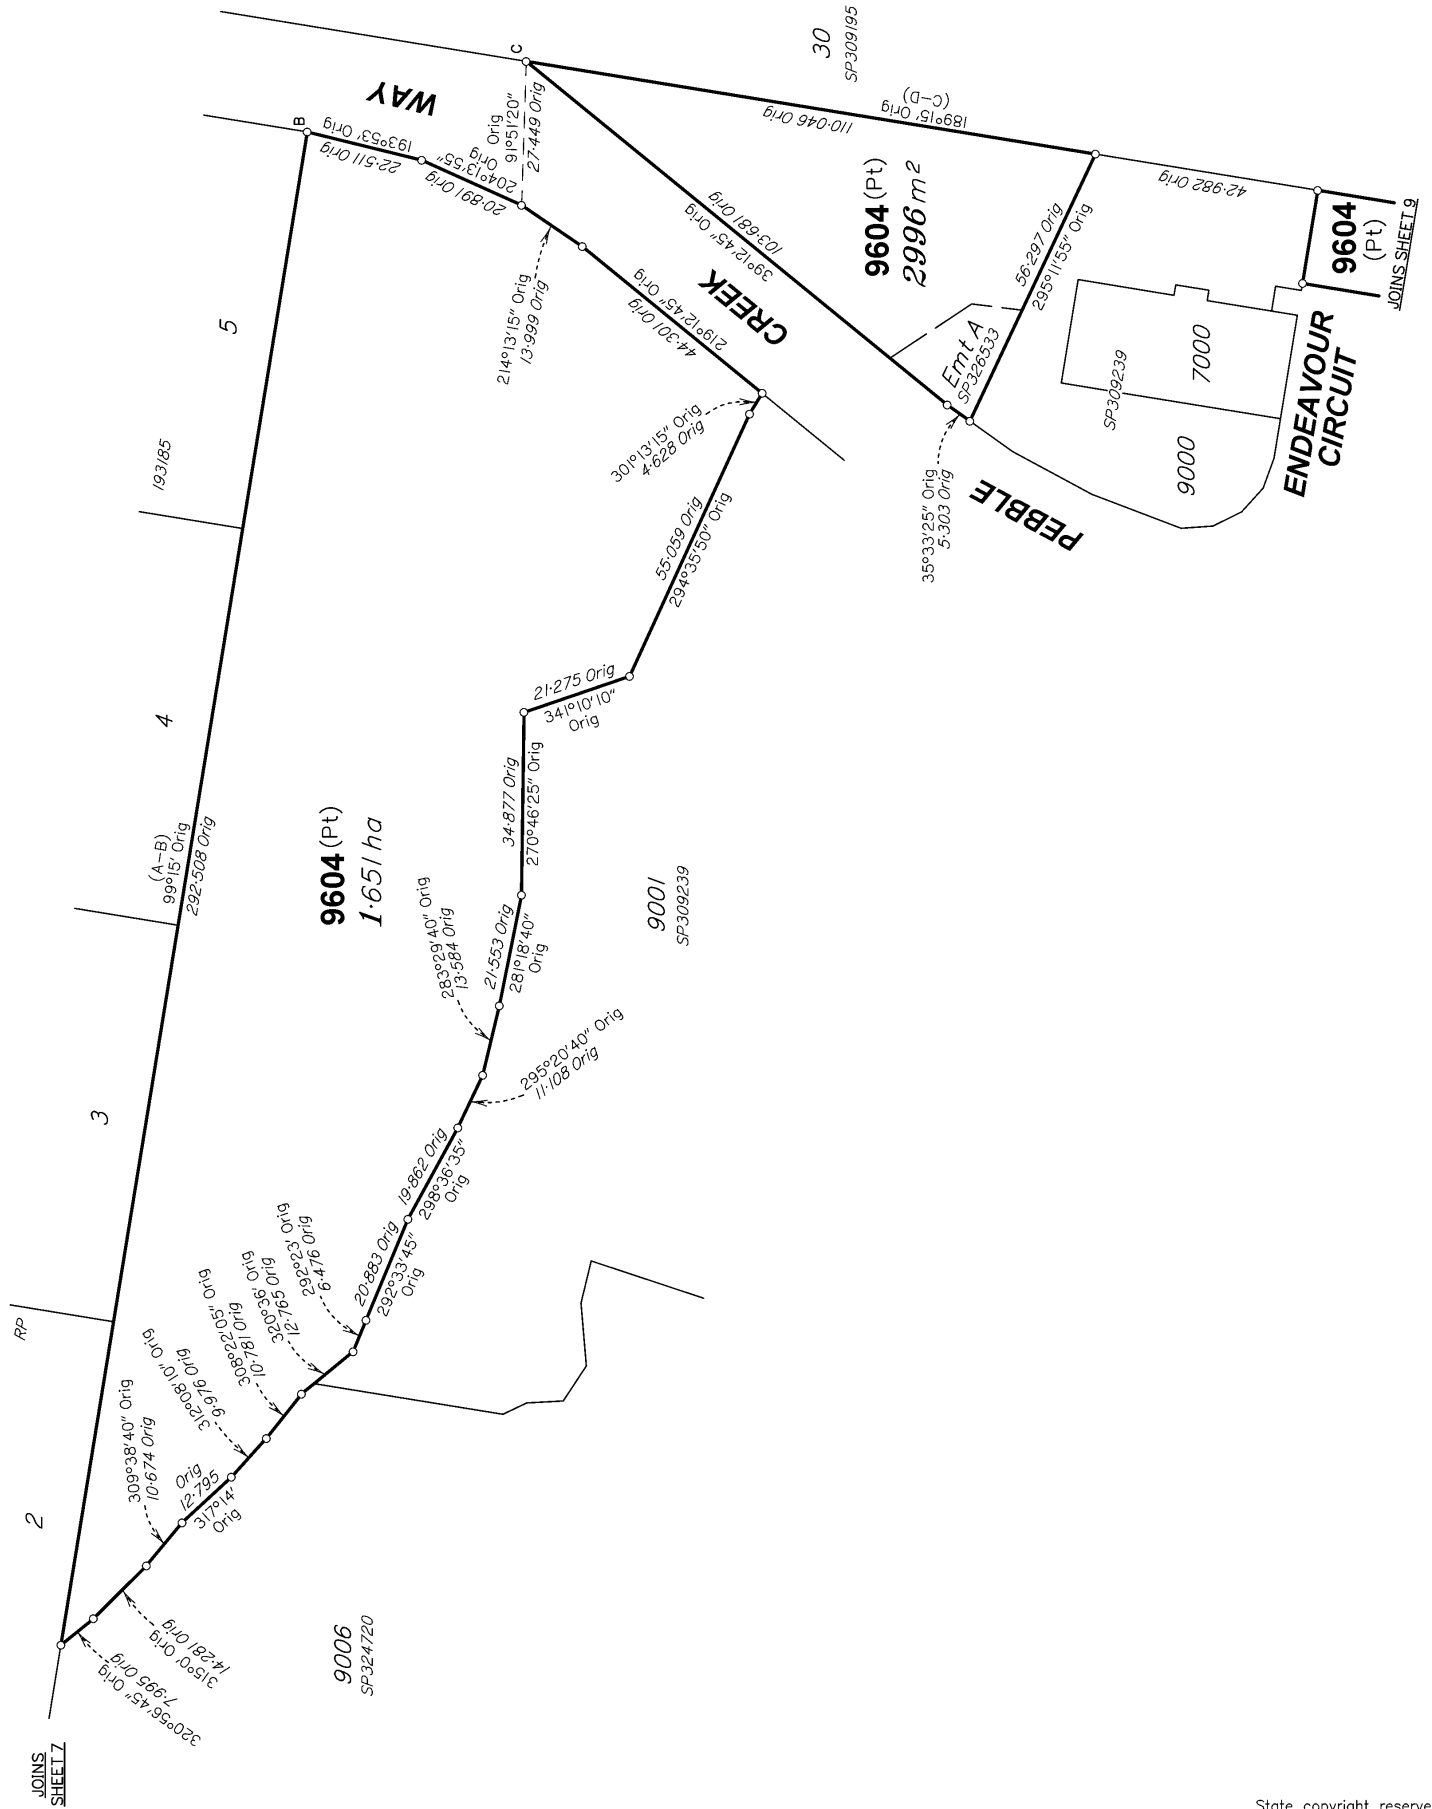 C
30
SP309195
WAY
B
193°53' Orig
22·511 Orig
204°13'55"
Orig
20·891 Orig
91°51'20"
Orig
27·449 Orig
110·046 Orig
189°15' Orig
(C-D)
9604 (Pt)
2996 m²
42·982 Orig
9604
(Pt)
JOINS SHEET 9
103·681 Orig
39°12'45" Orig
56·297 Orig
295°11'55" Orig
214°13'15" Orig
13·999 Orig
219°12'45" Orig
44·301 Orig
CREEK
Emt A
SP326533
SP309239
7000
9000
ENDEAVOUR
CIRCUIT
5
193185
301°13'15" Orig
4·628 Orig
35°33'25" Orig
5·303 Orig
PEBBLE
55·059 Orig
294°35'50" Orig
21·275 Orig
341°10'10"
Orig
4
(A-B)
99°15' Orig
292·508 Orig
34·877 Orig
270°46'25" Orig
9604 (Pt)
1·651 ha
9001
SP309239
283°29'40" Orig
13·584 Orig
21·553 Orig
281°18'40"
Orig
295°20'40" Orig
11·108 Orig
3
19·862 Orig
298°36'35"
Orig
20·883 Orig
292°33'45"
Orig
292°23' Orig
6·476 Orig
320°36' Orig
12·765 Orig
308°22'05" Orig
10·781 Orig
312°08'10" Orig
9·976 Orig
RP
309°38'40" Orig
10·674 Orig
Orig
12·795
317°14'
Orig
2
315°0' Orig
14·281 Orig
320°56'45" Orig
7·995 Orig
9006
SP324720
JOINS
SHEET 7
State copyright reserve